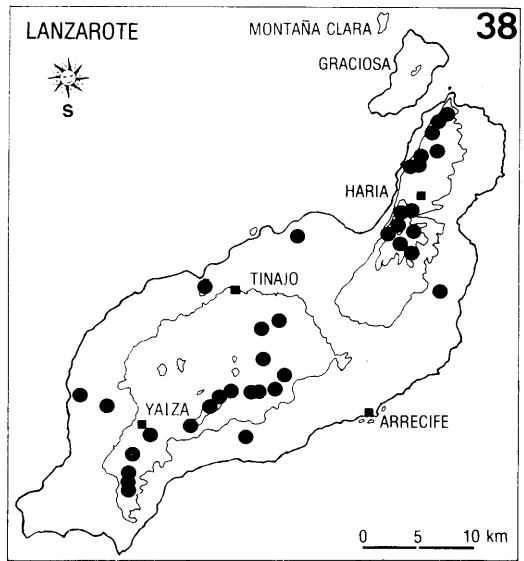 LANZAROTE
MONTAÑA CLARA
38
GRACIOSA
S
HARIA
TINAJO
YAIZA
ARRECIFE
0 5 10 km